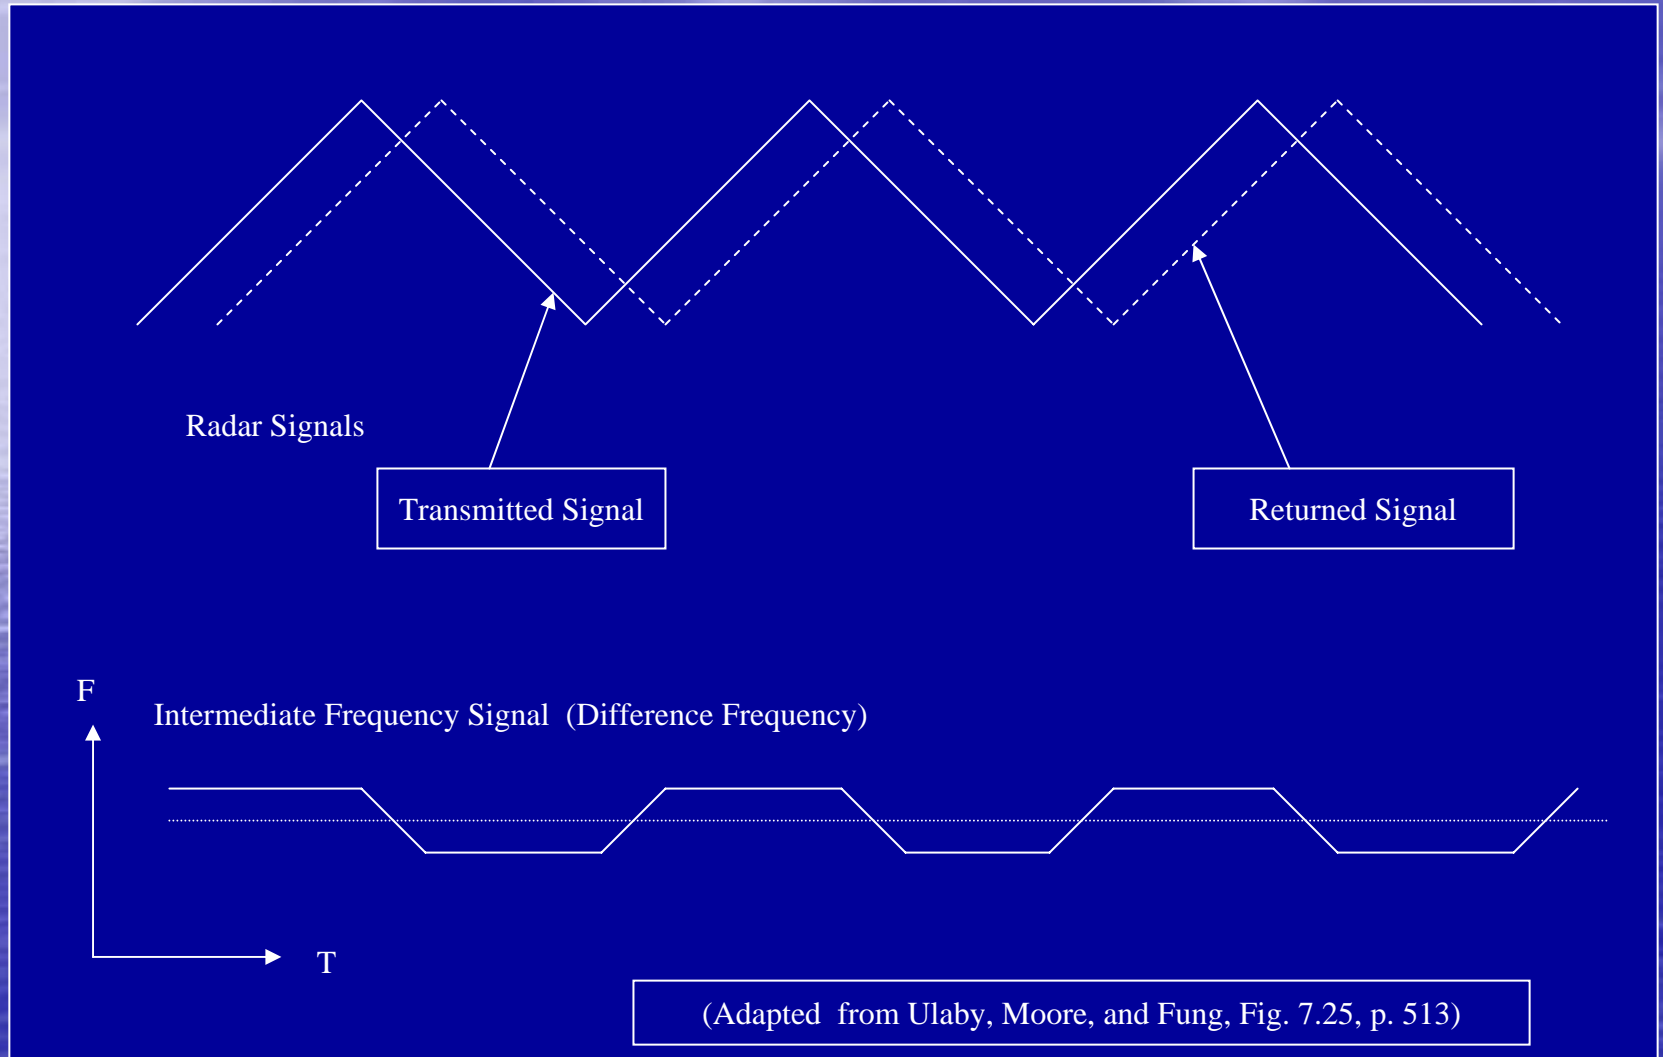 Radar Signals
Transmitted Signal
Returned Signal
F
Intermediate Frequency Signal  (Difference Frequency)
T
(Adapted  from Ulaby, Moore, and Fung, Fig. 7.25, p. 513)